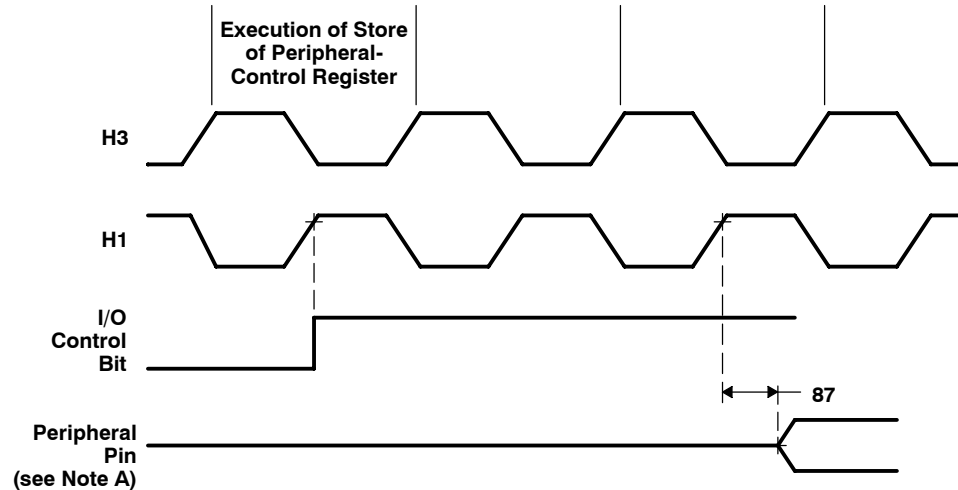 Execution of Store
of Peripheral-
Control Register
H3
H1
I/O
Control
Bit
87
Peripheral
Pin
(see Note A)